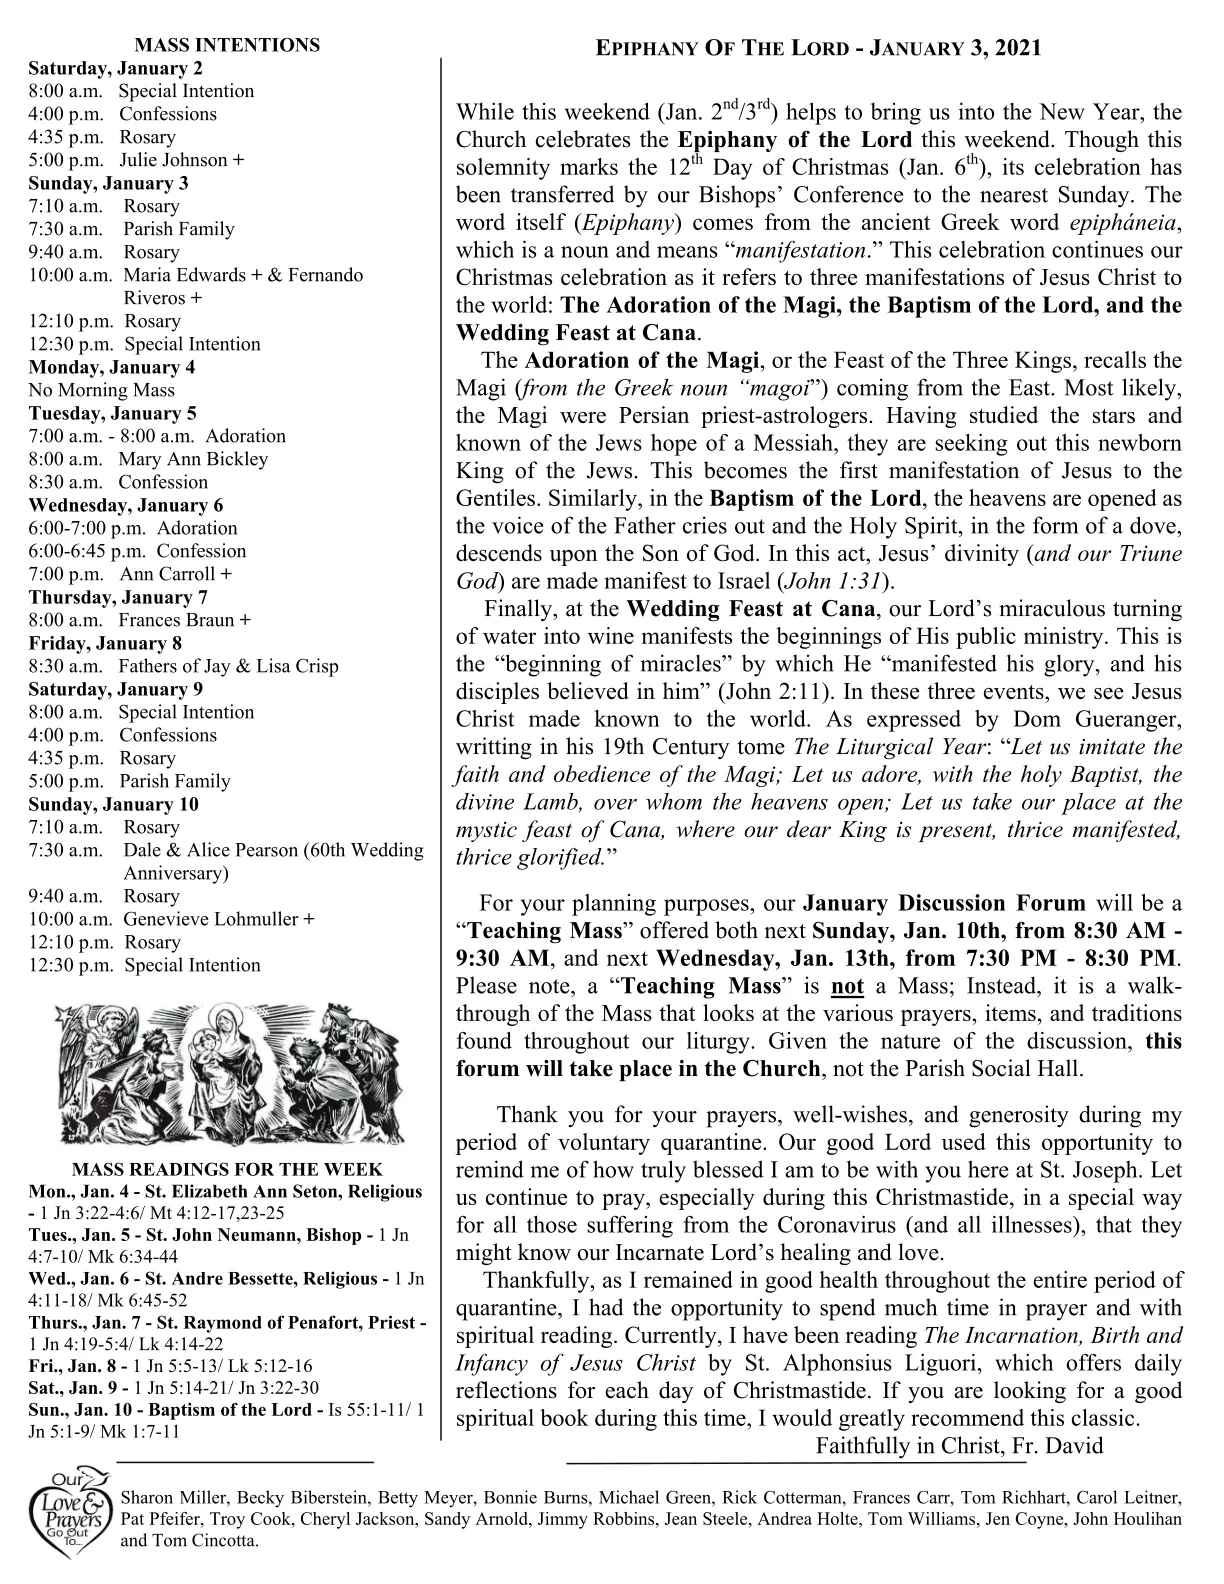 MASS INTENTIONS
Saturday, January 2
8:00 a.m. Special Intention
4:00 p.m. Confessions
4:35 p.m. Rosary
5:00 p.m. Julie Johnson +
Sunday, January 3
7:10 a.m. Rosary
7:30 a.m. Parish Family
9:40 a.m. Rosary
10:00 a.m. Maria Edwards + & Fernando
Riveros +
12:10 p.m. Rosary
12:30 p.m. Special Intention
Monday, January 4
No Morning Mass
Tuesday, January 5
7:00 a.m. - 8:00 a.m. Adoration
8:00 a.m. Mary Ann Bickley
8:30 a.m. Confession
Wednesday, January 6
6:00-7:00 p.m. Adoration
6:00-6:45 p.m. Confession
7:00 p.m. Ann Carroll +
Thursday, January 7
8:00 a.m. Frances Braun +
Friday, January 8
8:30 a.m. Fathers of Jay & Lisa Crisp
Saturday, January 9
8:00 a.m. Special Intention
4:00 p.m. Confessions
4:35 p.m. Rosary
5:00 p.m. Parish Family
Sunday, January 10
7:10 a.m. Rosary
7:30 a.m. Dale & Alice Pearson (60th Wedding
Anniversary)
9:40 a.m. Rosary
10:00 a.m. Genevieve Lohmuller +
12:10 p.m. Rosary
12:30 p.m. Special Intention
MASS READINGS FOR THE WEEK
Mon., Jan. 4 - St. Elizabeth Ann Seton, Religious
- 1 Jn 3:22-4:6/ Mt 4:12-17,23-25
Tues., Jan. 5 - St. John Neumann, Bishop - 1 Jn
4:7-10/ Mk 6:34-44
Wed., Jan. 6 - St. Andre Bessette, Religious - 1 Jn
4:11-18/ Mk 6:45-52
Thurs., Jan. 7 - St. Raymond of Penafort, Priest -
1 Jn 4:19-5:4/ Lk 4:14-22
Fri., Jan. 8 - 1 Jn 5:5-13/ Lk 5:12-16
Sat., Jan. 9 - 1 Jn 5:14-21/ Jn 3:22-30
Sun., Jan. 10 - Baptism of the Lord - Is 55:1-11/ 1
Jn 5:1-9/ Mk 1:7-11
EPIPHANY OF THE LORD - JANUARY 3, 2021
While this weekend (Jan. 2nd/3rd) helps to bring us into the New Year, the
Church celebrates the Epiphany of the Lord this weekend. Though this
solemnity marks the 12th Day of Christmas (Jan. 6th), its celebration has
been transferred by our Bishops' Conference to the nearest Sunday. The
word itself (Epiphany) comes from the ancient Greek word epipháneia,
which is a noun and means “manifestation.” This celebration continues our
Christmas celebration as it refers to three manifestations of Jesus Christ to
the world: The Adoration of the Magi, the Baptism of the Lord, and the
Wedding Feast at Cana.
The Adoration of the Magi, or the Feast of the Three Kings, recalls the
Magi (from the Greek noun “magoi”) coming from the East. Most likely,
the Magi were Persian priest-astrologers. Having studied the stars and
known of the Jews hope of a Messiah, they are seeking out this newborn
King of the Jews. This becomes the first manifestation of Jesus to the
Gentiles. Similarly, in the Baptism of the Lord, the heavens are opened as
the voice of the Father cries out and the Holy Spirit, in the form of a dove,
descends upon the Son of God. In this act, Jesus' divinity (and our Triune
God) are made manifest to Israel (John 1:31).
Finally, at the Wedding Feast at Cana, our Lord's miraculous turning
of water into wine manifests the beginnings of His public ministry. This is
the “beginning of miracles” by which He “manifested his glory, and his
disciples believed in him” (John 2:11). In these three events, we see Jesus
Christ made known to the world. As expressed by Dom Gueranger,
writting in his 19th Century tome The Liturgical Year: “Let us imitate the
faith and obedience of the Magi; Let us adore, with the holy Baptist, the
divine Lamb, over whom the heavens open; Let us take our place at the
mystic feast of Cana, where our dear King is present, thrice manifested,
thrice glorified.”
For your planning purposes, our January Discussion Forum will be a
“Teaching Mass” offered both next Sunday, Jan. 10th, from 8:30 AM -
9:30 AM, and next Wednesday, Jan. 13th, from 7:30 PM - 8:30 PM.
Please note, a “Teaching Mass” is not a Mass; Instead, it is a walk-
through of the Mass that looks at the various prayers, items, and traditions
found throughout our liturgy. Given the nature of the discussion, this
forum will take place in the Church, not the Parish Social Hall.
Thank you for your prayers, well-wishes, and generosity during my
period of voluntary quarantine. Our good Lord used this opportunity to
remind me of how truly blessed I am to be with you here at St. Joseph. Let
us continue to pray, especially during this Christmastide, in a special way
for all those suffering from the Coronavirus (and all illnesses), that they
might know our Incarnate Lord's healing and love.
Thankfully, as I remained in good health throughout the entire period of
quarantine, I had the opportunity to spend much time in prayer and with
spiritual reading. Currently, I have been reading The Incarnation, Birth and
Infancy of Jesus Christ by St. Alphonsius Liguori, which offers daily
reflections for each day of Christmastide. If you are looking for a good
spiritual book during this time, I would greatly recommend this classic.
Faithfully in Christ, Fr. David
Our
Love &
Prayers
Go Out
To...
Sharon Miller, Becky Biberstein, Betty Meyer, Bonnie Burns, Michael Green, Rick Cotterman, Frances Carr, Tom Richhart, Carol Leitner,
Pat Pfeifer, Troy Cook, Cheryl Jackson, Sandy Arnold, Jimmy Robbins, Jean Steele, Andrea Holte, Tom Williams, Jen Coyne, John Houlihan
and Tom Cincotta.